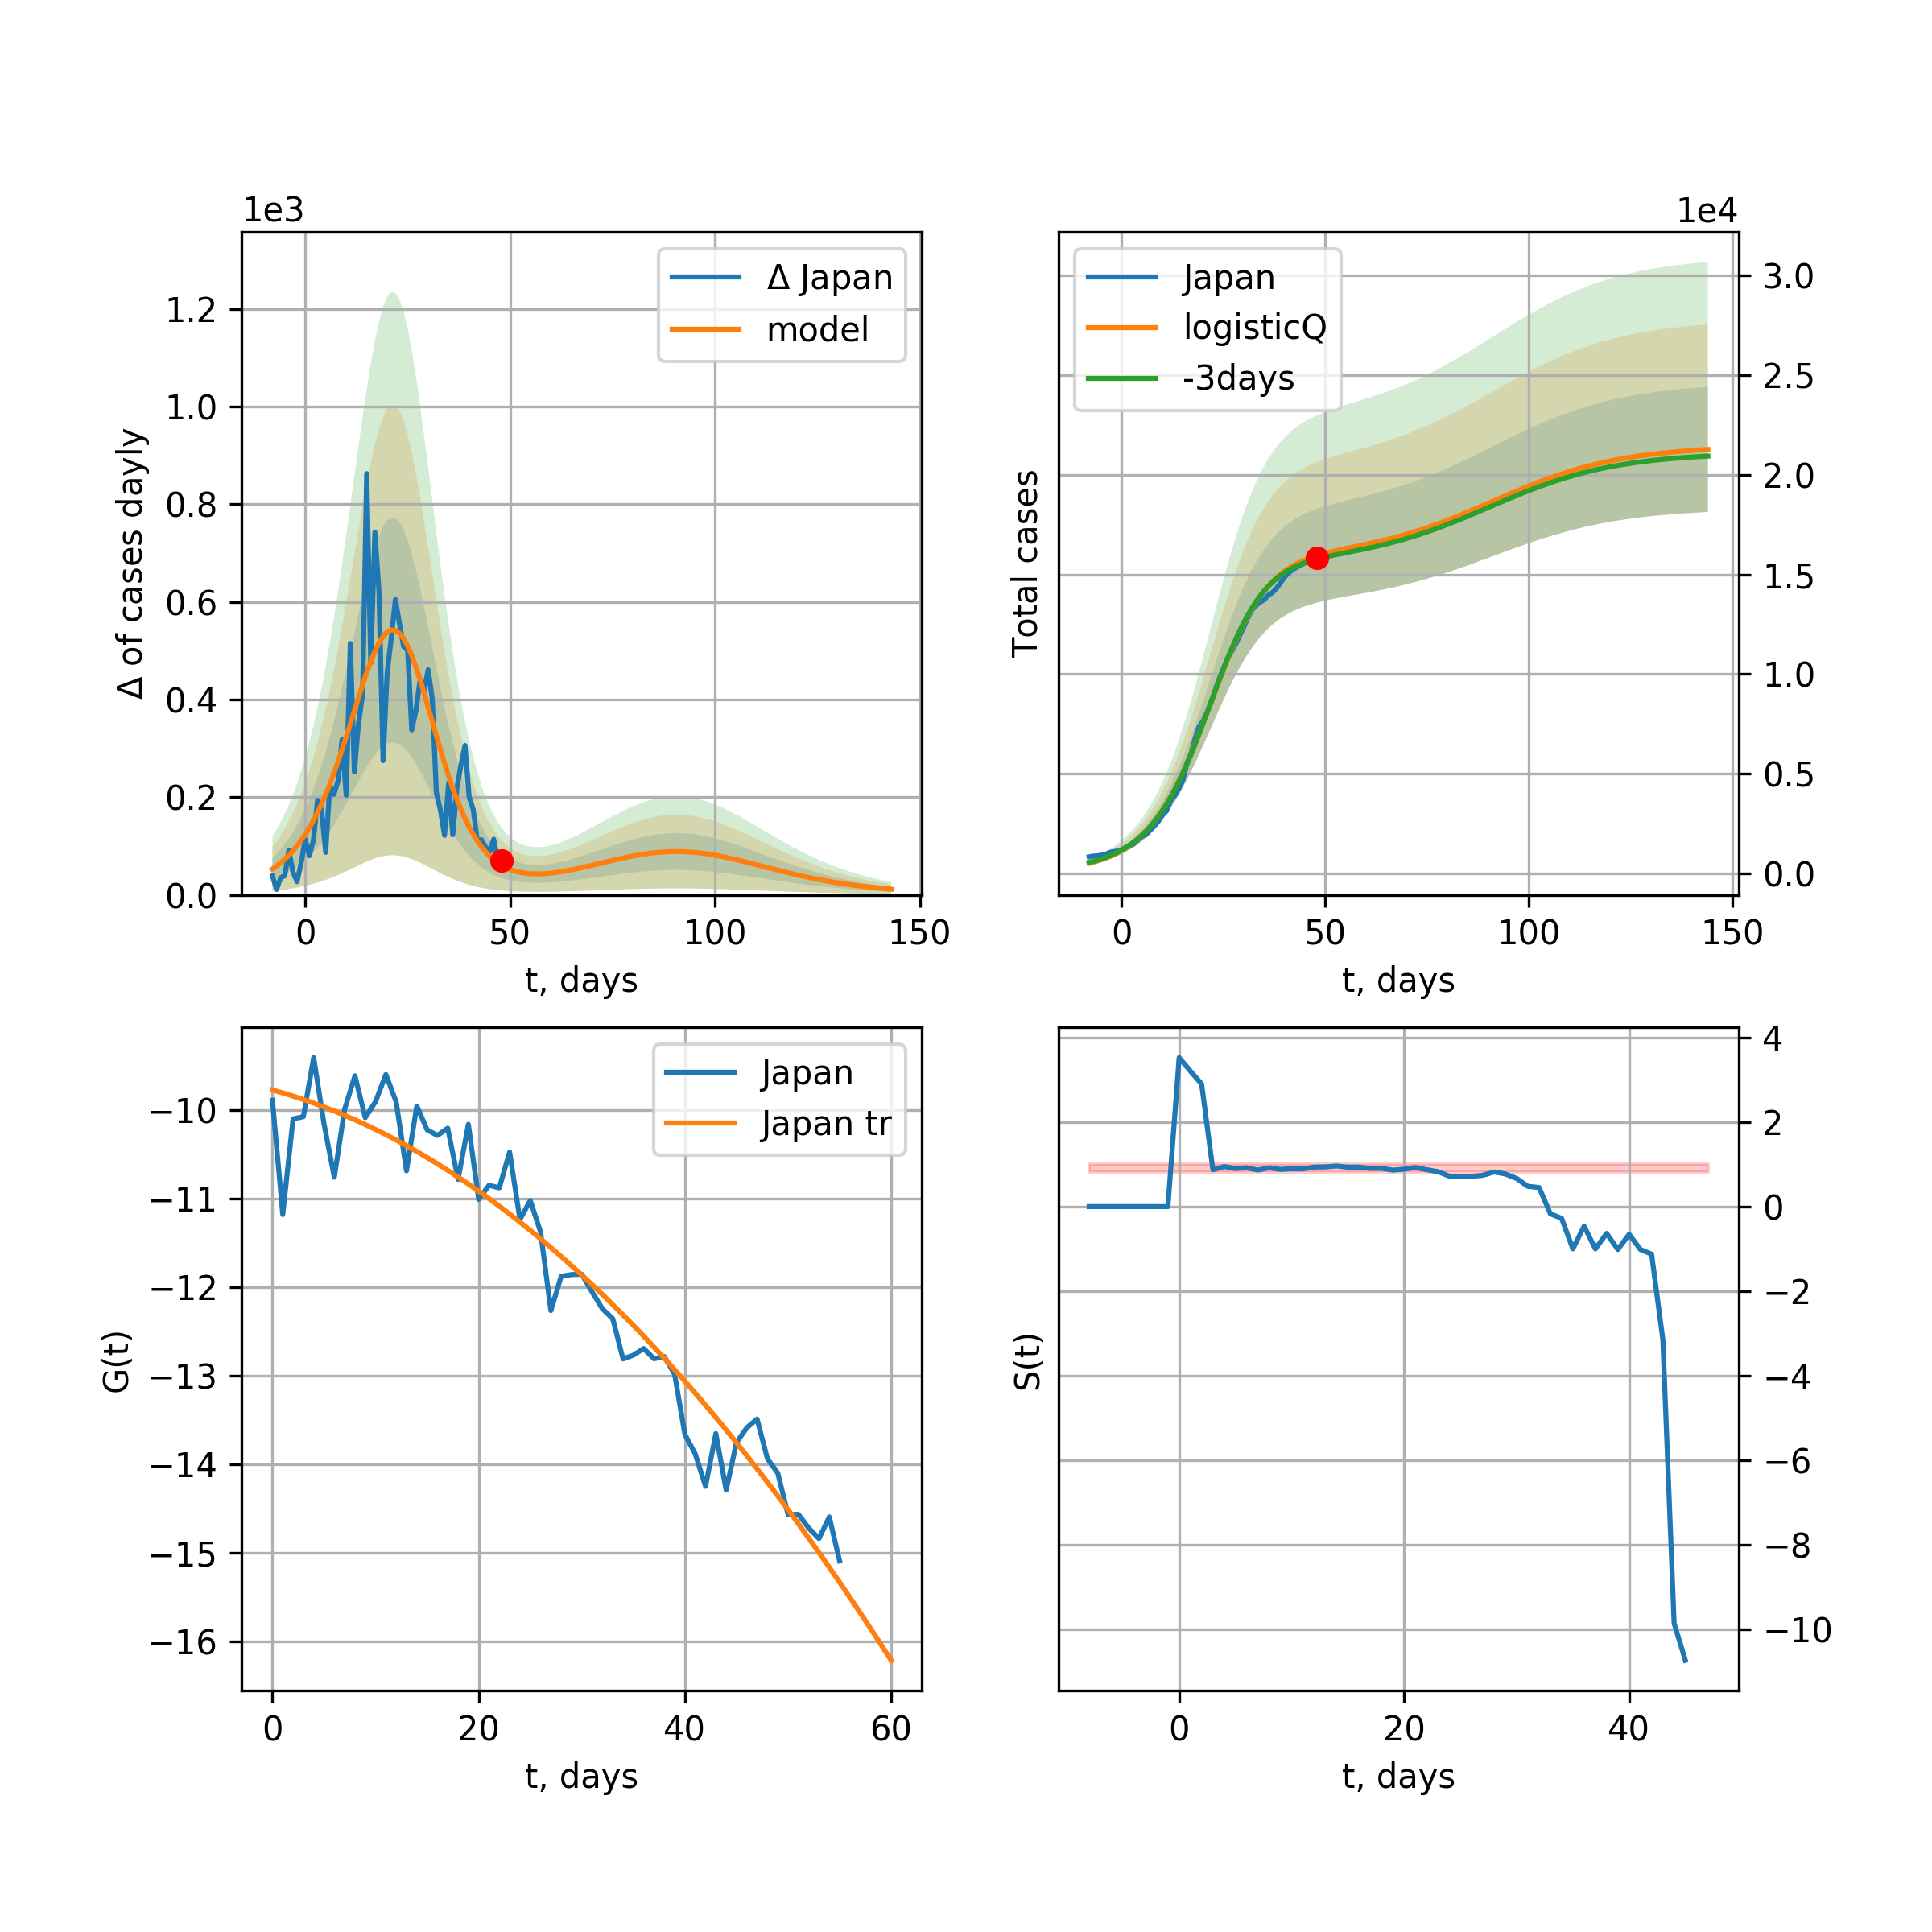 1e3
Δ of cases dayly
1.2
1.0
0.8
0.6
0.4
0.2
0.0
0 50 100 150
t, days
Δ Japan
model
1e4
Total cases
3.0
2.5
2.0
1.5
1.0
0.5
0.0
0 50 100 150
t, days
Japan
logisticQ
-3days
G(t)
−10
−11
−12
−13
−14
−15
−16
0 20 40 60
t, days
Japan
Japan tr
S(t)
4
2
0
−2
−4
−6
−8
−10
0 20 40
t, days